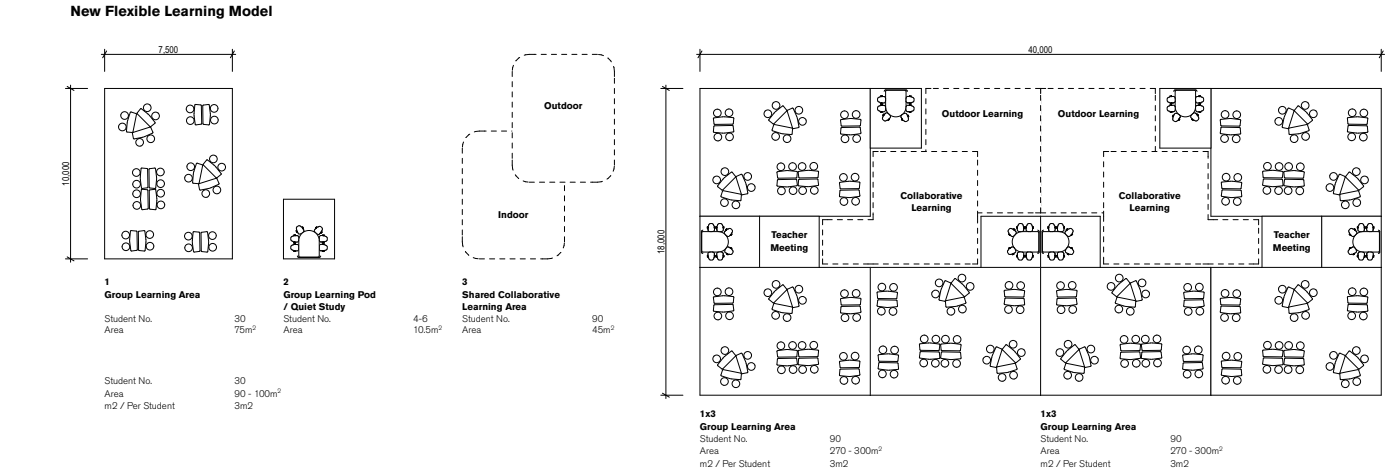 New Flexible Learning Model
7,500
10,000
Outdoor
Indoor
1
Group Learning Area
Student No. 30
Area 75m²
2
Group Learning Pod
/ Quiet Study
Student No. 4-6
Area 10.5m²
3
Shared Collaborative
Learning Area
Student No. 90
Area 45m²
Student No. 30
Area 90 - 100m²
m2 / Per Student 3m2
40,000
18,000
Outdoor Learning
Outdoor Learning
Collaborative
Learning
Collaborative
Learning
Teacher
Meeting
Teacher
Meeting
1x3
Group Learning Area
Student No. 90
Area 270 - 300m²
m2 / Per Student 3m2
1x3
Group Learning Area
Student No. 90
Area 270 - 300m²
m2 / Per Student 3m2